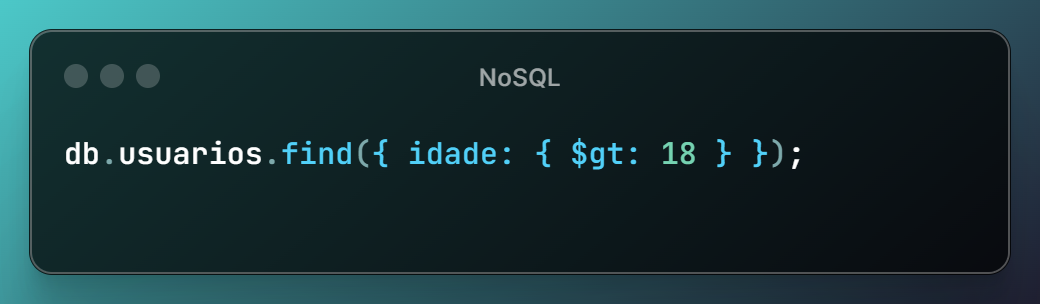 NoSQL
db.usuarios.find({ idade: { $gt: 18 } });